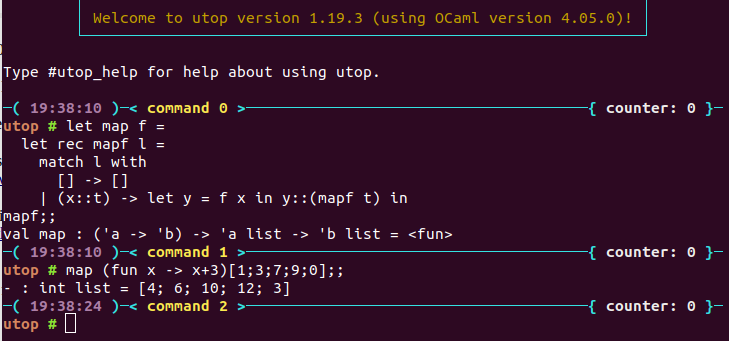 Welcome to utop version 1.19.3 (using OCaml version 4.05.0)!
Type #utop_help for help about using utop.
─( 19:38:10 )─< command 0 >──────────────────────────────────────{ counter: 0 }─
utop # let map f =
  let rec mapf l =
    match l with
      [] -> []
    | (x::t) -> let y = f x in y::(mapf t) in
mapf;;
val map : ('a -> 'b) -> 'a list -> 'b list = <fun>
─( 19:38:10 )─< command 1 >──────────────────────────────────────{ counter: 0 }─
utop # map (fun x -> x+3)[1;3;7;9;0];;
- : int list = [4; 6; 10; 12; 3]
─( 19:38:24 )─< command 2 >──────────────────────────────────────{ counter: 0 }─
utop #